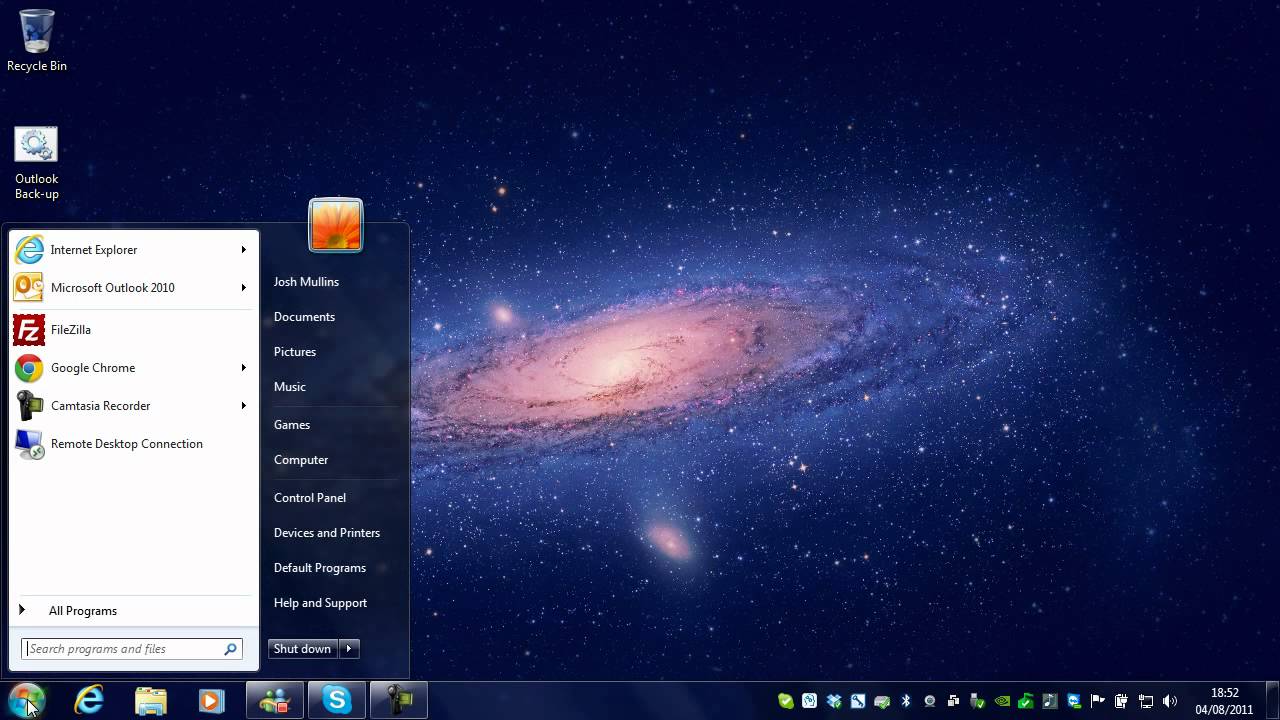 Recycle Bin
Outlook
Back-up
Internet Explorer
Microsoft Outlook 2010
FileZilla
Google Chrome
Camtasia Recorder
Remote Desktop Connection
All Programs
Search programs and files
Josh Mullins
Documents
Pictures
Music
Games
Computer
Control Panel
Devices and Printers
Default Programs
Help and Support
Shut down
18:52
04/08/2011